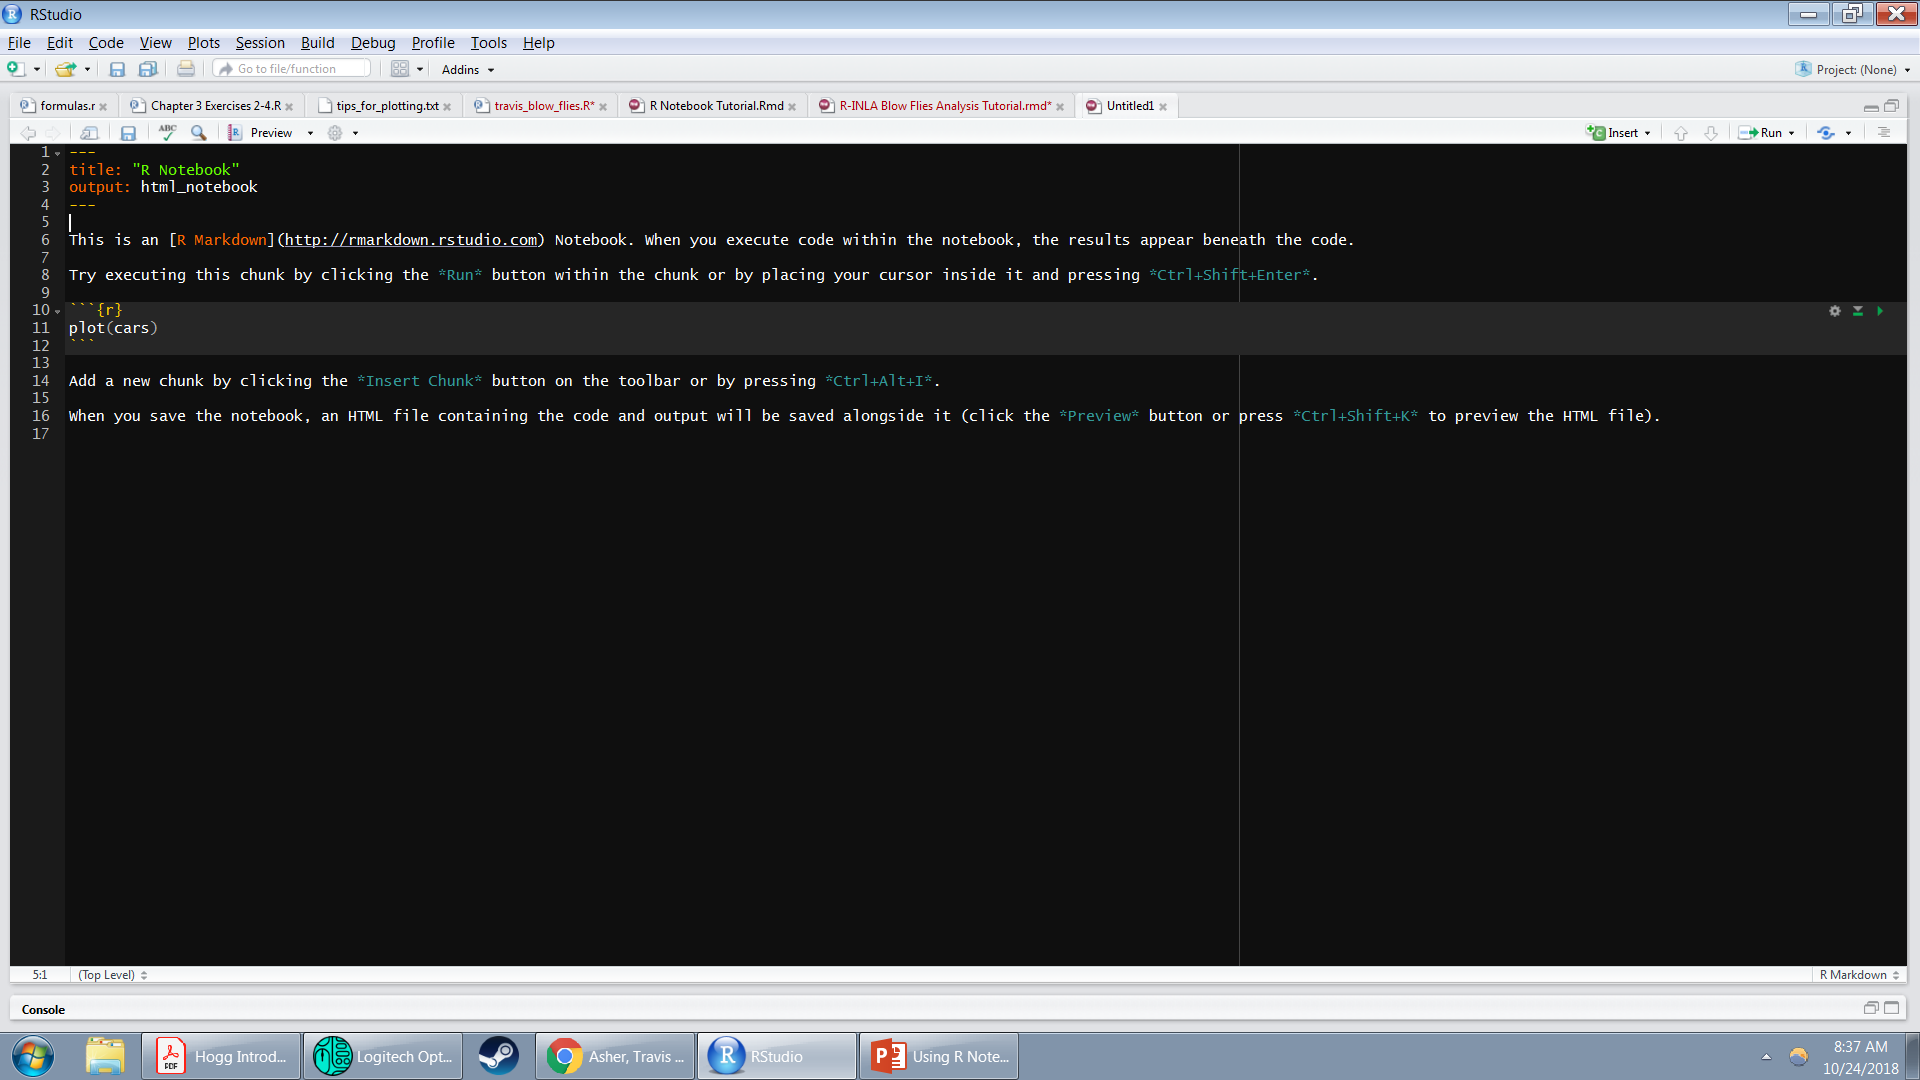 RStudio
File Edit Code View Plots Session Build Debug Profile Tools Help
Go to file/function Addins Project: (None)
formulas.r Chapter 3 Exercises 2-4.R tips_for_plotting.txt travis_blow_flies.R* R Notebook Tutorial.Rmd R-INLA Blow Flies Analysis Tutorial.rmd* Untitled1
ABC Preview Insert Run
1 ---
2 title: "R Notebook"
3 output: html_notebook
4 ---
5
6 This is an [R Markdown](http://rmarkdown.rstudio.com) Notebook. When you execute code within the notebook, the results appear beneath the code.
7
8 Try executing this chunk by clicking the *Run* button within the chunk or by placing your cursor inside it and pressing *Ctrl+Shift+Enter*.
9
10 ```{r}
11 plot(cars)
12 ```
13
14 Add a new chunk by clicking the *Insert Chunk* button on the toolbar or by pressing *Ctrl+Alt+I*.
15
16 When you save the notebook, an HTML file containing the code and output will be saved alongside it (click the *Preview* button or press *Ctrl+Shift+K* to preview the HTML file).
17
5:1 (Top Level) R Markdown
Console
Hogg Introd... Logitech Opt... Asher, Travis ... RStudio Using R Note... 8:37 AM
10/24/2018